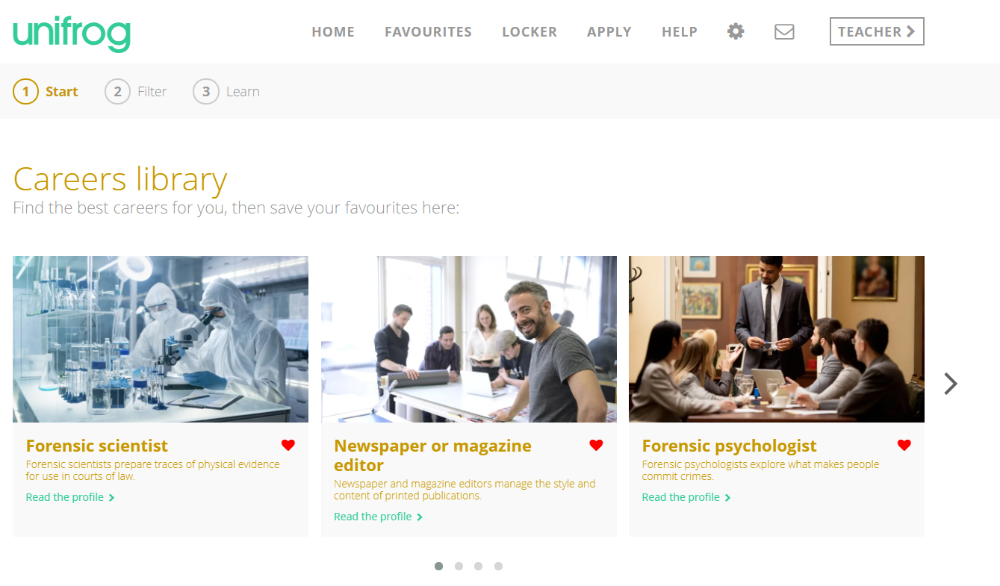 unifrog
HOME FAVOURITES LOCKER APPLY HELP TEACHER
1 Start 2 Filter 3 Learn
Careers library
Find the best careers for you, then save your favourites here:
Forensic scientist
Forensic scientists prepare traces of physical evidence
for use in courts of law.
Read the profile
Newspaper or magazine
editor
Newspaper and magazine editors manage the style and
content of printed publications.
Read the profile
Forensic psychologist
Forensic psychologists explore what makes people
commit crimes.
Read the profile